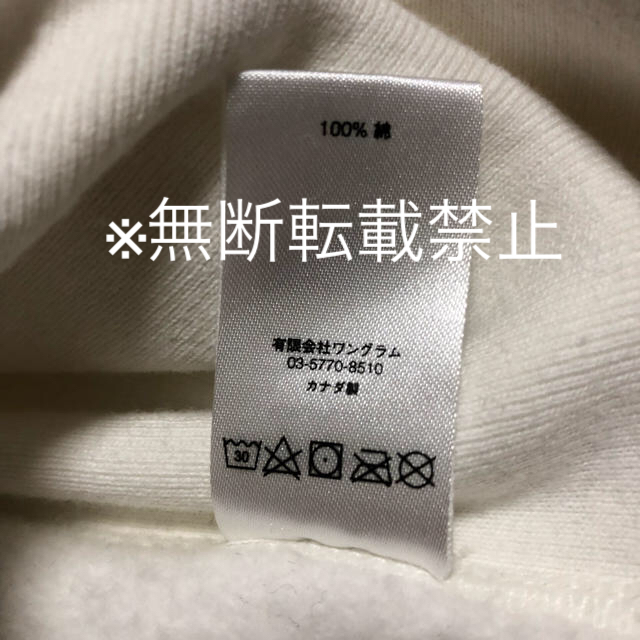 100% 綿
※無断転載禁止
有限会社ワングラム
03-5770-8510
カナダ製
30